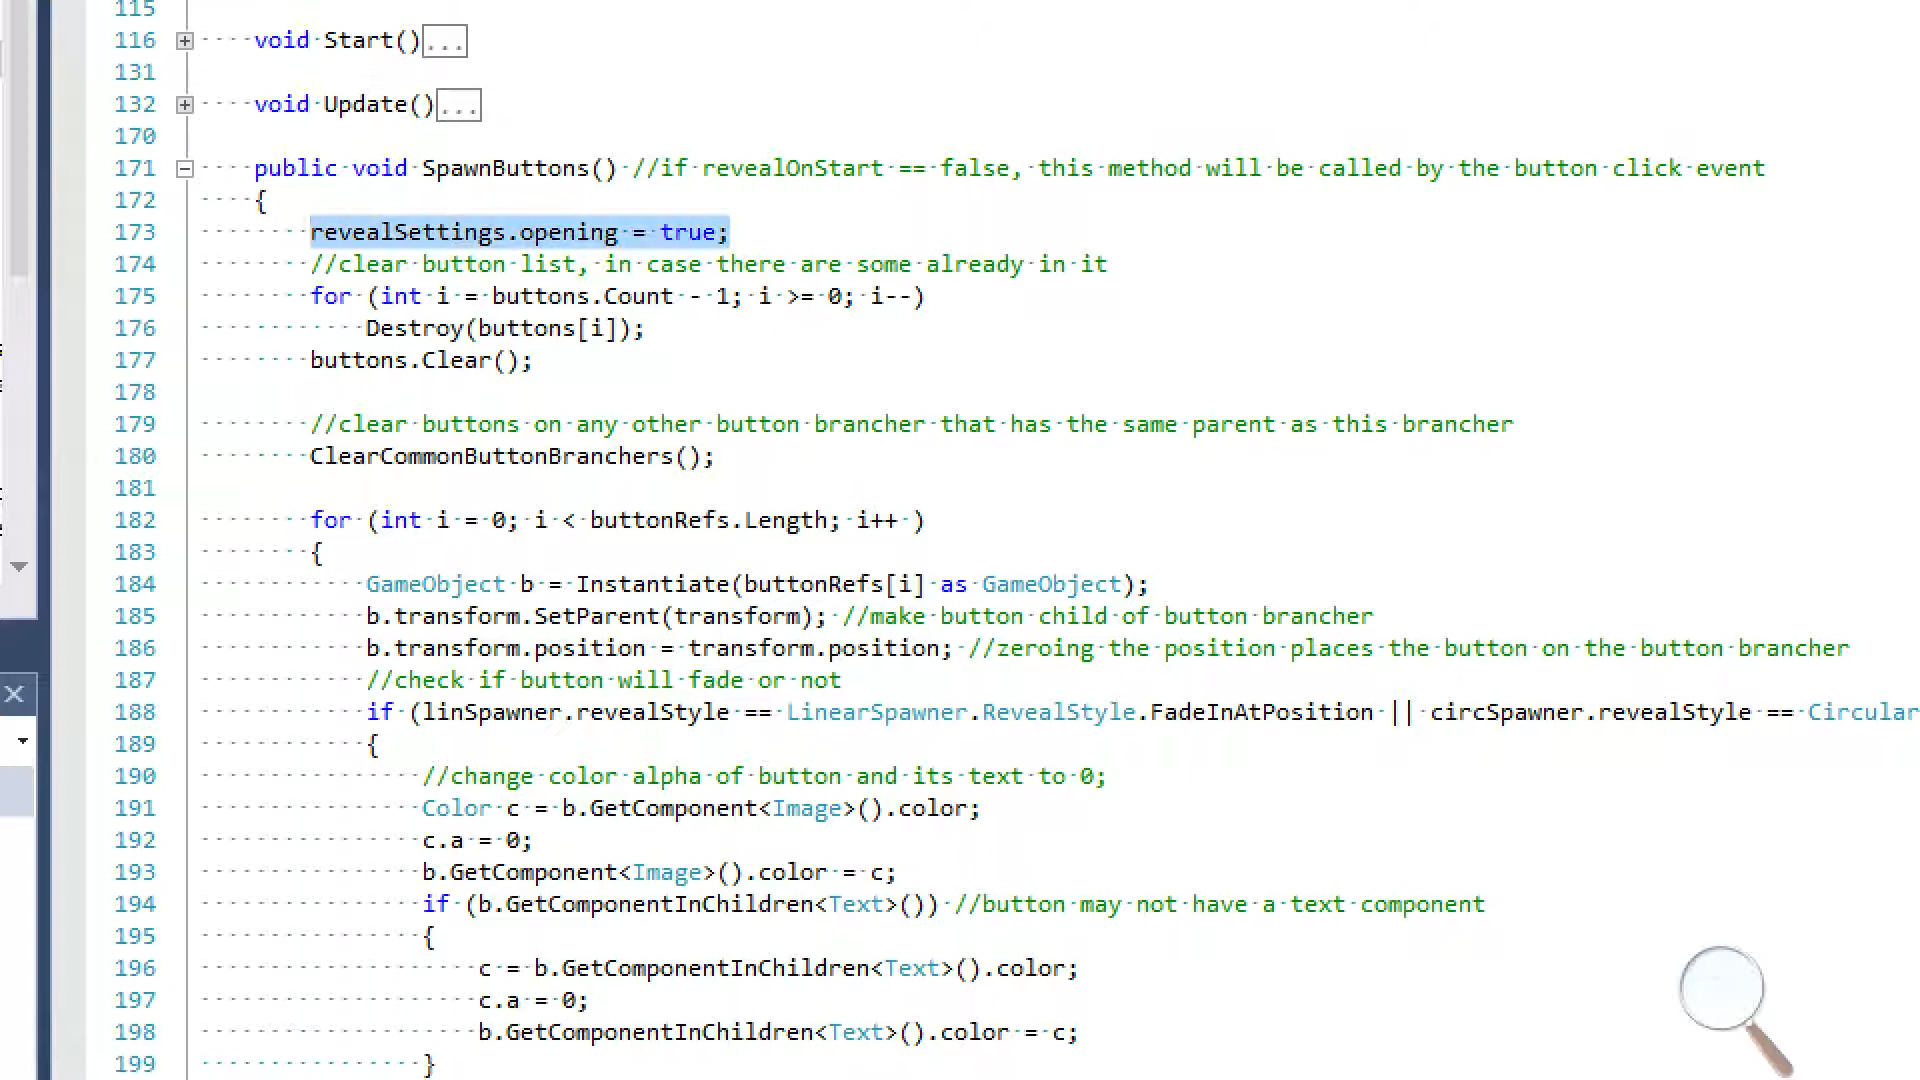 115
116 void Start()...
131
132 void Update()...
170
171 public void SpawnButtons() //if revealOnStart == false, this method will be called by the button click event
172 {
173 revealSettings.opening = true;
174 //clear button list, in case there are some already in it
175 for (int i = buttons.Count - 1; i >= 0; i--)
176 Destroy(buttons[i]);
177 buttons.Clear();
178
179 //clear buttons on any other button brancher that has the same parent as this brancher
180 ClearCommonButtonBranchers();
181
182 for (int i = 0; i < buttonRefs.Length; i++ )
183 {
184 GameObject b = Instantiate(buttonRefs[i] as GameObject);
185 b.transform.SetParent(transform); //make button child of button brancher
186 b.transform.position = transform.position; //zeroing the position places the button on the button brancher
187 //check if button will fade or not
188 if (linSpawner.revealStyle == LinearSpawner.RevealStyle.FadeInAtPosition || circSpawner.revealStyle == Circular
189 {
190 //change color alpha of button and its text to 0;
191 Color c = b.GetComponent<Image>().color;
192 c.a = 0;
193 b.GetComponent<Image>().color = c;
194 if (b.GetComponentInChildren<Text>()) //button may not have a text component
195 {
196 c = b.GetComponentInChildren<Text>().color;
197 c.a = 0;
198 b.GetComponentInChildren<Text>().color = c;
199 }